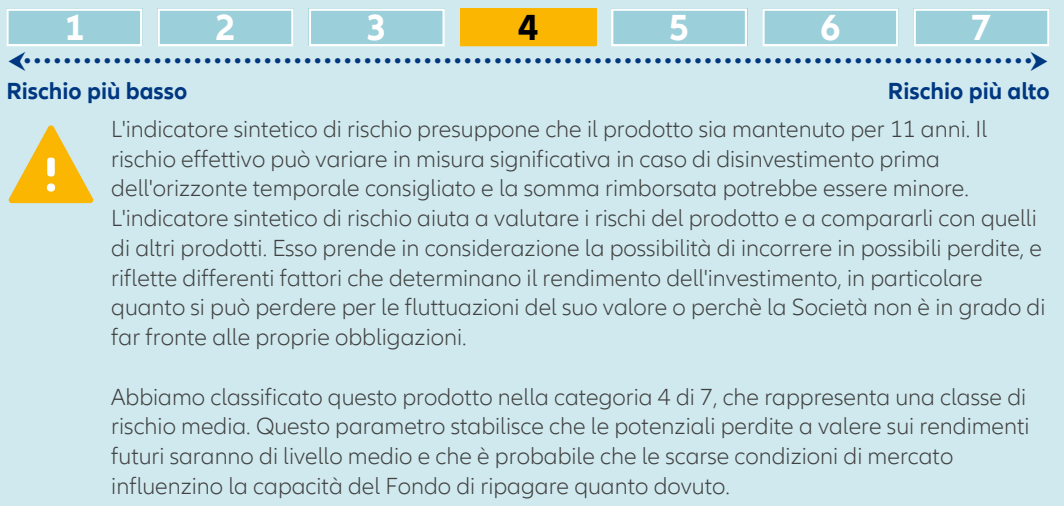 1 2 3 4 5 6 7
Rischio più basso Rischio più alto
L'indicatore sintetico di rischio presuppone che il prodotto sia mantenuto per 11 anni. Il
rischio effettivo può variare in misura significativa in caso di disinvestimento prima
dell'orizzonte temporale consigliato e la somma rimborsata potrebbe essere minore.
L'indicatore sintetico di rischio aiuta a valutare i rischi del prodotto e a compararli con quelli
di altri prodotti. Esso prende in considerazione la possibilità di incorrere in possibili perdite, e
riflette differenti fattori che determinano il rendimento dell'investimento, in particolare
quanto si può perdere per le fluttuazioni del suo valore o perchè la Società non è in grado di
far fronte alle proprie obbligazioni.
Abbiamo classificato questo prodotto nella categoria 4 di 7, che rappresenta una classe di
rischio media. Questo parametro stabilisce che le potenziali perdite a valere sui rendimenti
futuri saranno di livello medio e che è probabile che le scarse condizioni di mercato
influenzino la capacità del Fondo di ripagare quanto dovuto.